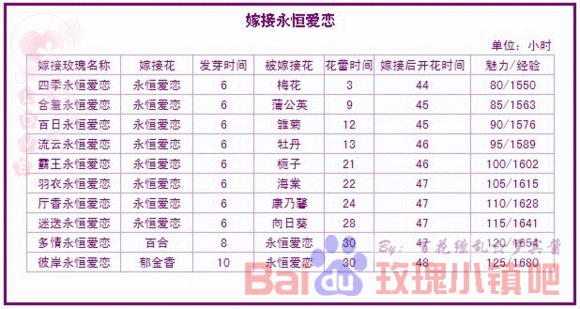 嫁接永恒爱恋
单位：小时
嫁接玫瑰名称 嫁接花 发芽时间 被嫁接花 花蕾时间 嫁接后开花时间 魅力/经验
四季永恒爱恋 永恒爱恋 6 梅花 3 44 80/1550
含羞永恒爱恋 永恒爱恋 6 蒲公英 9 45 85/1563
百日永恒爱恋 永恒爱恋 6 雏菊 12 45 90/1576
流云永恒爱恋 永恒爱恋 6 牡丹 13 46 95/1589
霸王永恒爱恋 永恒爱恋 6 栀子 21 46 100/1602
羽衣永恒爱恋 永恒爱恋 6 海棠 22 47 105/1615
厅香永恒爱恋 永恒爱恋 6 康乃馨 24 47 110/1628
迷迭永恒爱恋 永恒爱恋 6 向日葵 28 47 115/1641
多情永恒爱恋 百合 8 永恒爱恋 30 47 120/1654
彼岸永恒爱恋 郁金香 10 永恒爱恋 30 48 125/1680
Bai du 玫瑰小镇吧